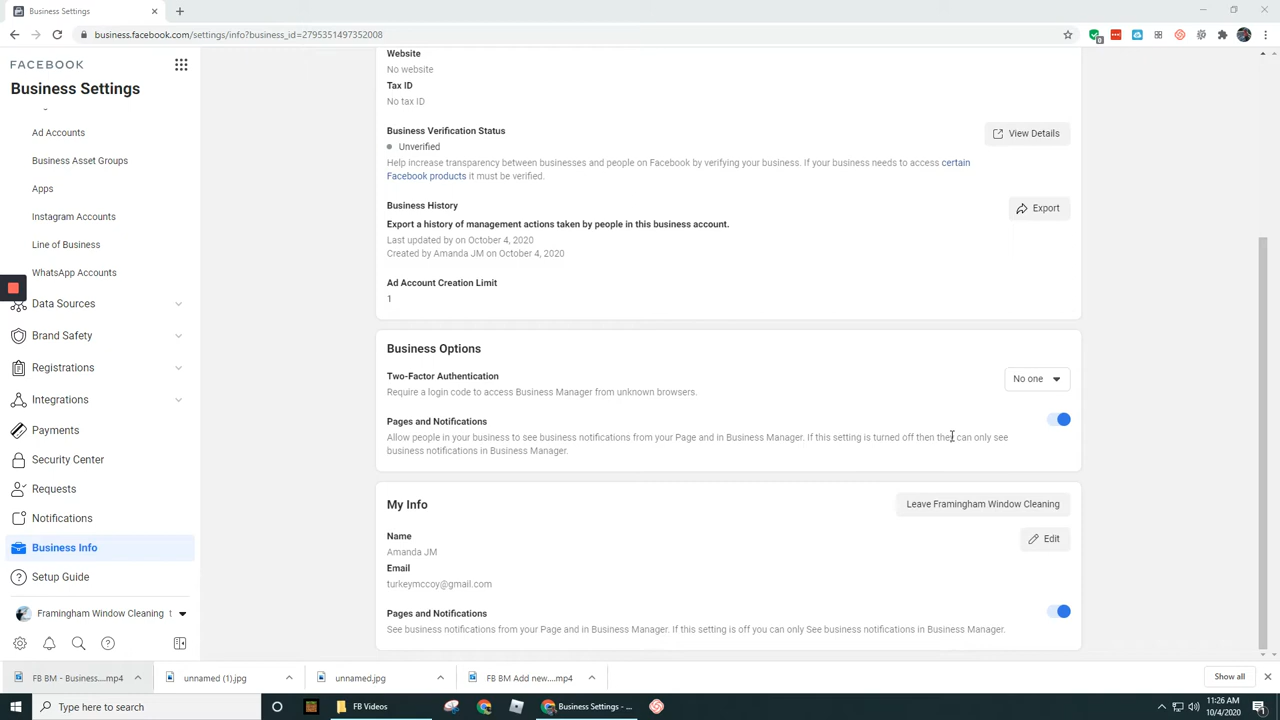 Business Settings
business.facebook.com/settings/info?business_id=2795351497352008
FACEBOOK
Business Settings
Ad Accounts
Business Asset Groups
Apps
Instagram Accounts
Line of Business
WhatsApp Accounts
Data Sources
Brand Safety
Registrations
Integrations
Payments
Security Center
Requests
Notifications
Business Info
Setup Guide
Framingham Window Cleaning t
Website
No website
Tax ID
No tax ID
Business Verification Status
View Details
Unverified
Help increase transparency between businesses and people on Facebook by verifying your business. If your business needs to access certain
Facebook products it must be verified.
Business History
Export
Export a history of management actions taken by people in this business account.
Last updated by on October 4, 2020
Created by Amanda JM on October 4, 2020
Ad Account Creation Limit
1
Business Options
Two-Factor Authentication
No one
Require a login code to access Business Manager from unknown browsers.
Pages and Notifications
Allow people in your business to see business notifications from your Page and in Business Manager. If this setting is turned off then they can only see
business notifications in Business Manager.
My Info
Leave Framingham Window Cleaning
Name
Edit
Amanda JM
Email
turkeymccoy@gmail.com
Pages and Notifications
See business notifications from your Page and in Business Manager. If this setting is off you can only See business notifications in Business Manager.
FB BM - Business....mp4
unnamed (1).jpg
unnamed.jpg
FB BM Add new....mp4
Show all
Type here to search
FB Videos
Business Settings - ...
11:26 AM
10/4/2020